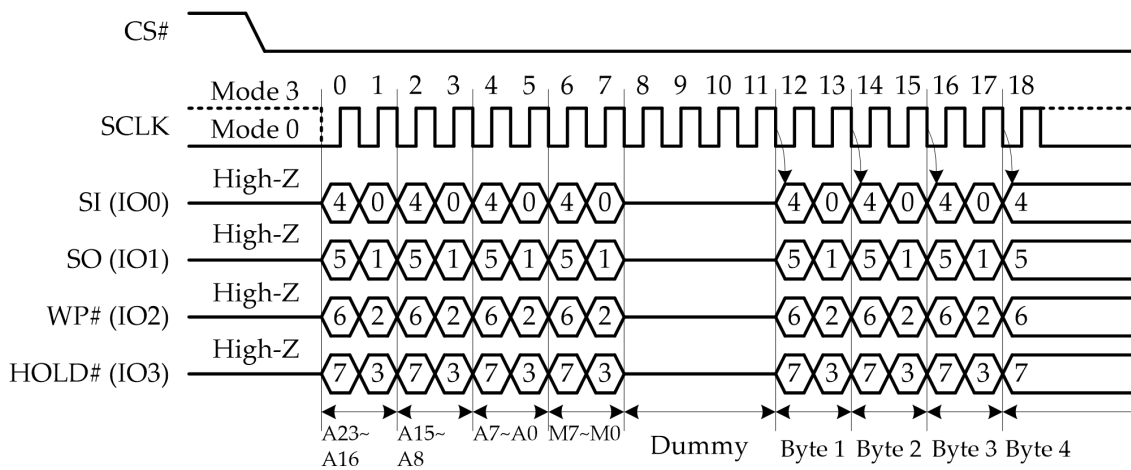 CS#
0 1 2 3 4 5 6 7 8 9 10 11 12 13 14 15 16 17 18
Mode 3
SCLK
Mode 0
High-Z
SI (IO0) 4 0 4 0 4 0 4 0 4 0 4 0 4 0 4
High-Z
SO (IO1) 5 1 5 1 5 1 5 1 5 1 5 1 5 1 5
High-Z
WP# (IO2) 6 2 6 2 6 2 6 2 6 2 6 2 6 2 6
High-Z
HOLD# (IO3) 7 3 7 3 7 3 7 3 7 3 7 3 7 3 7
A23~ A15~ A7~A0 M7~M0 Dummy Byte 1 Byte 2 Byte 3 Byte 4
A16 A8